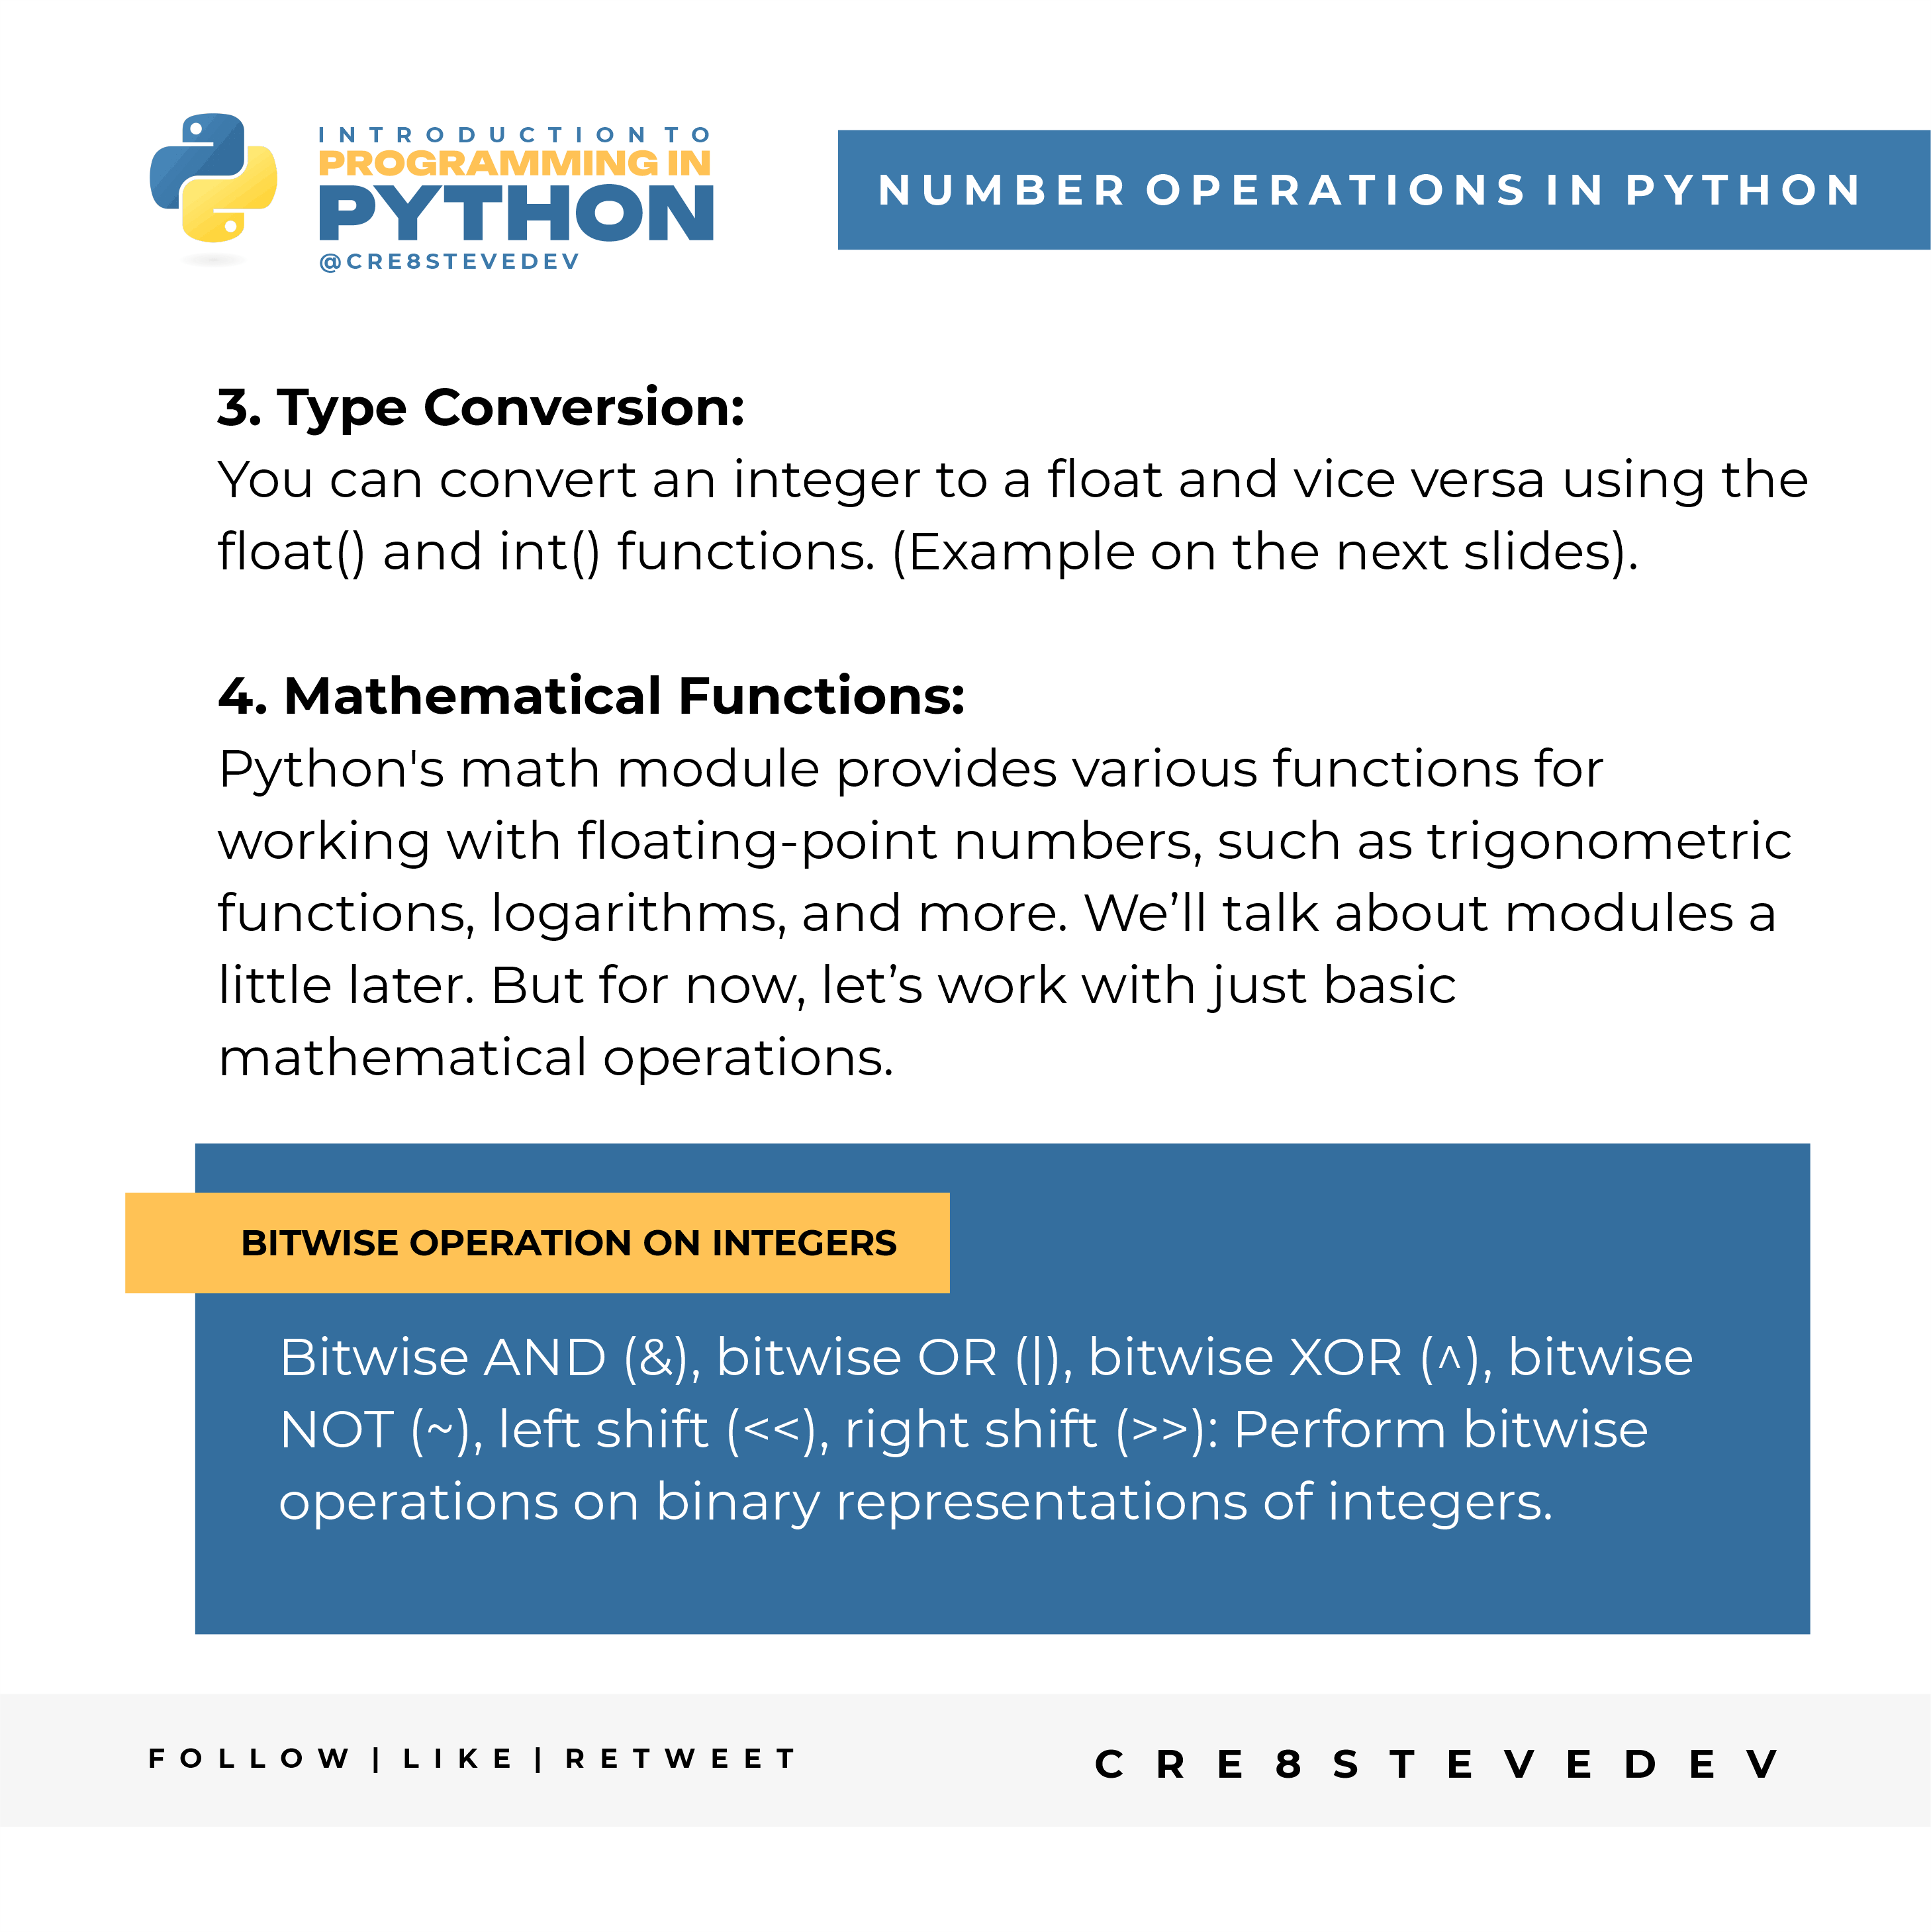 INTRODUCTION TO
PROGRAMMING IN
PYTHON
@CRE8STEVEDEV
NUMBER OPERATIONS IN PYTHON
3. Type Conversion:
You can convert an integer to a float and vice versa using the
float() and int() functions. (Example on the next slides).
4. Mathematical Functions:
Python's math module provides various functions for
working with floating-point numbers, such as trigonometric
functions, logarithms, and more. We’ll talk about modules a
little later. But for now, let’s work with just basic
mathematical operations.
BITWISE OPERATION ON INTEGERS
Bitwise AND (&), bitwise OR (|), bitwise XOR (^), bitwise
NOT (~), left shift (<<), right shift (>>): Perform bitwise
operations on binary representations of integers.
FOLLOW | LIKE | RETWEET
CRE8STEVEDEV